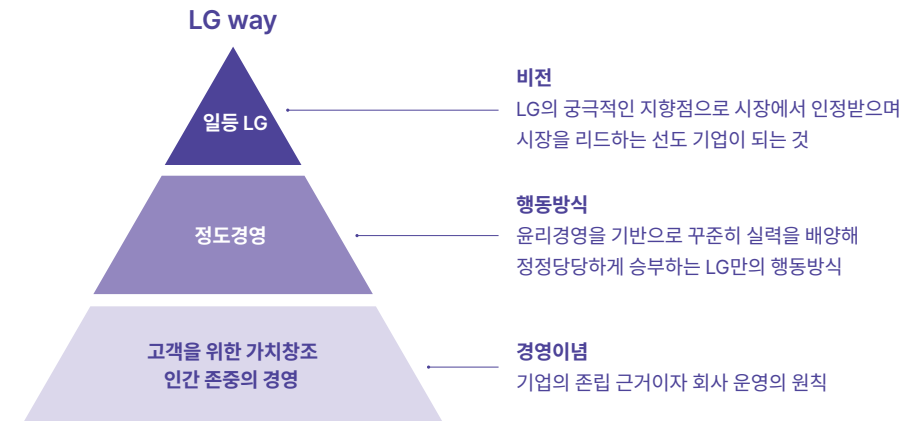 LG way
일등 LG
비전
LG의 궁극적인 지향점으로 시장에서 인정받으며
시장을 리드하는 선도 기업이 되는 것
정도경영
행동방식
윤리경영을 기반으로 꾸준히 실력을 배양해
정정당당하게 승부하는 LG만의 행동방식
고객을 위한 가치창조
인간 존중의 경영
경영이념
기업의 존립 근거이자 회사 운영의 원칙